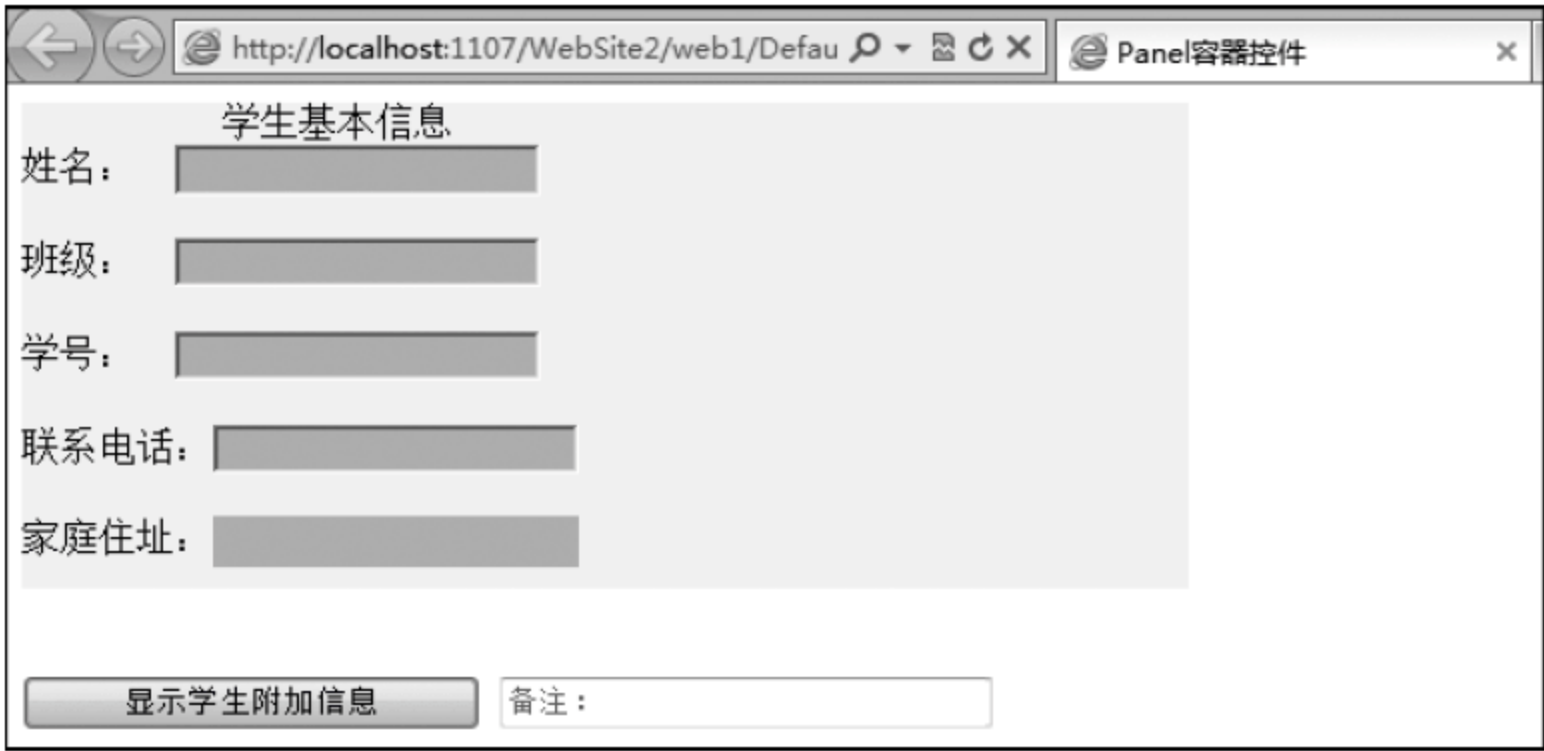 http://localhost:1107/WebSite2/web1/Defau
Panel容器控件
学生基本信息
姓名：
班级：
学号：
联系电话：
家庭住址：
显示学生附加信息
备注：